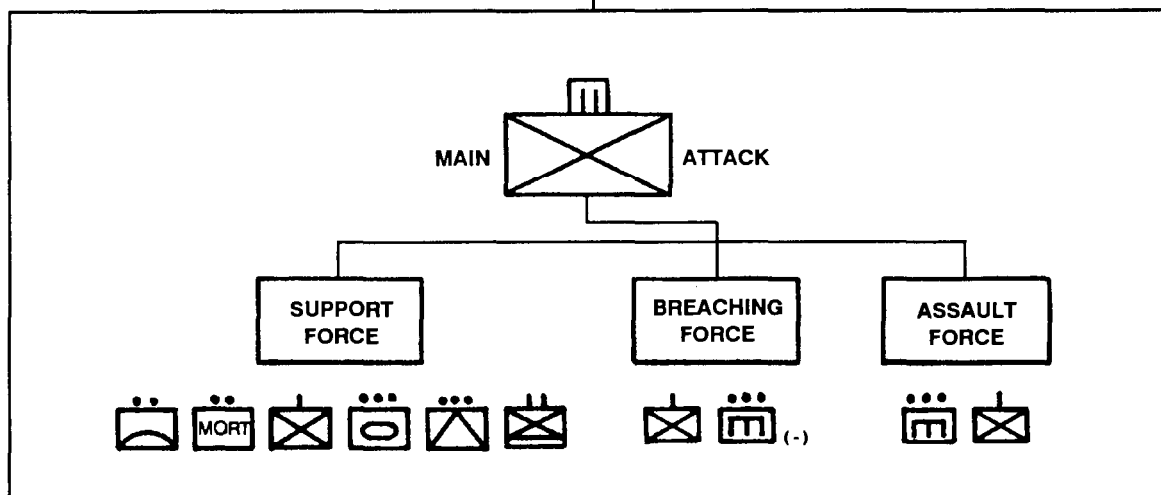 MAIN ATTACK
SUPPORT
FORCE
BREACHING
FORCE
ASSAULT
FORCE
MORT
(-)